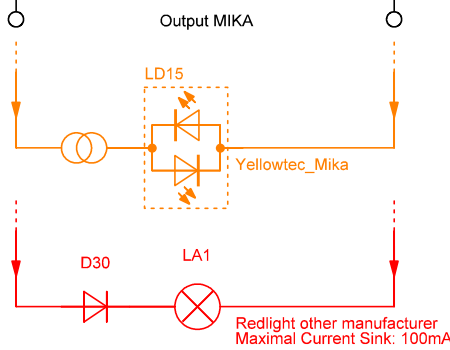 Output MIKA
LD15
Yellowtec_Mika
D30
LA1
Redlight other manufacturer
Maximal Current Sink: 100mA